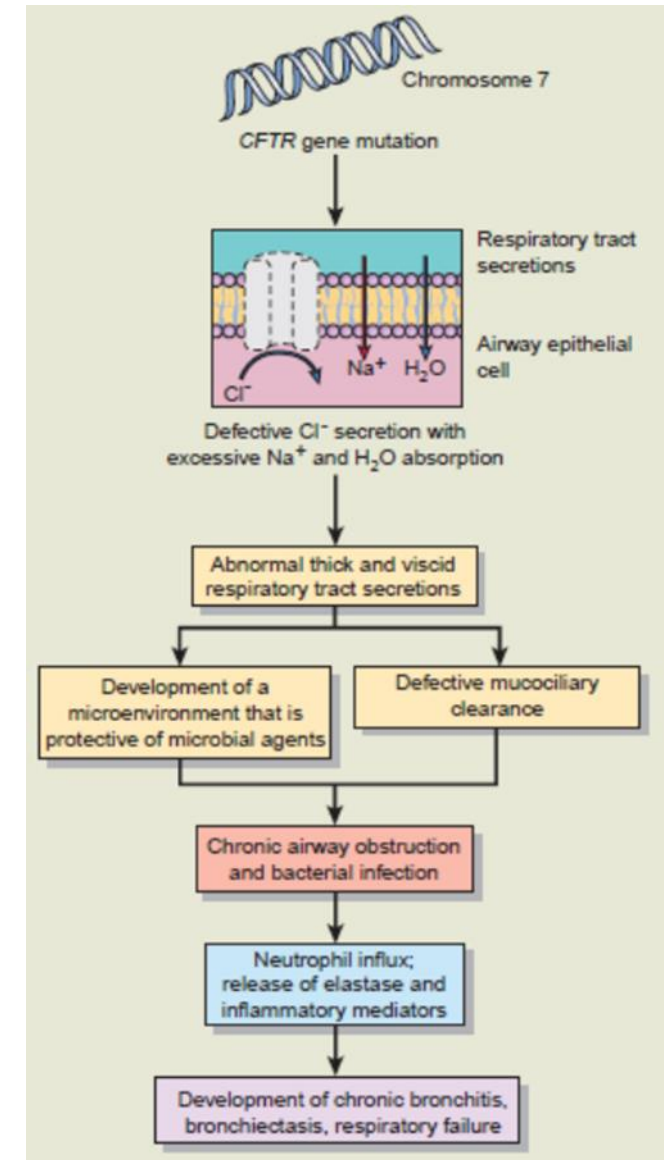 Chromosome 7
CFTR gene mutation
Respiratory tract
secretions
Airway epithelial
cell
Na⁺ H₂O
Cl⁻
Defective Cl⁻ secretion with
excessive Na⁺ and H₂O absorption
Abnormal thick and viscid
respiratory tract secretions
Development of a
microenvironment that is
protective of microbial agents
Defective mucociliary
clearance
Chronic airway obstruction
and bacterial infection
Neutrophil influx;
release of elastase and
inflammatory mediators
Development of chronic bronchitis,
bronchiectasis, respiratory failure